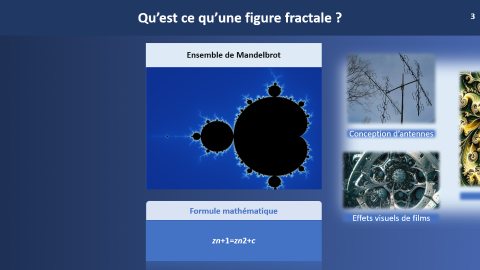 Qu'est ce qu'une figure fractale ?
3
Ensemble de Mandelbrot
Conception d'antennes
Formule mathématique
Effets visuels de films
zn+1=zn2+c